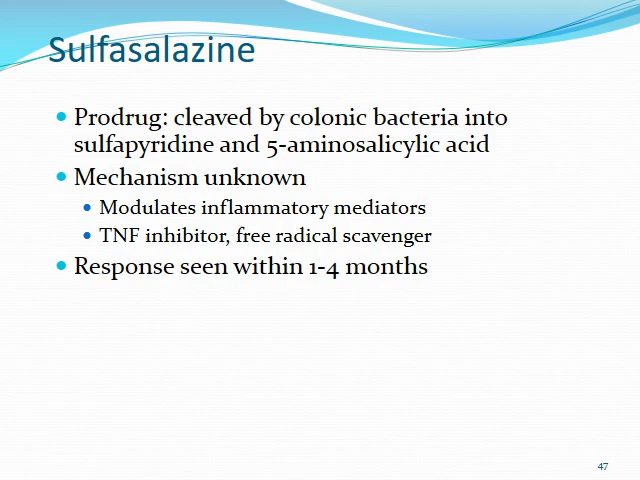 Sulfasalazine
• Prodrug: cleaved by colonic bacteria into
sulfapyridine and 5-aminosalicylic acid
• Mechanism unknown
• Modulates inflammatory mediators
• TNF inhibitor, free radical scavenger
• Response seen within 1-4 months
47